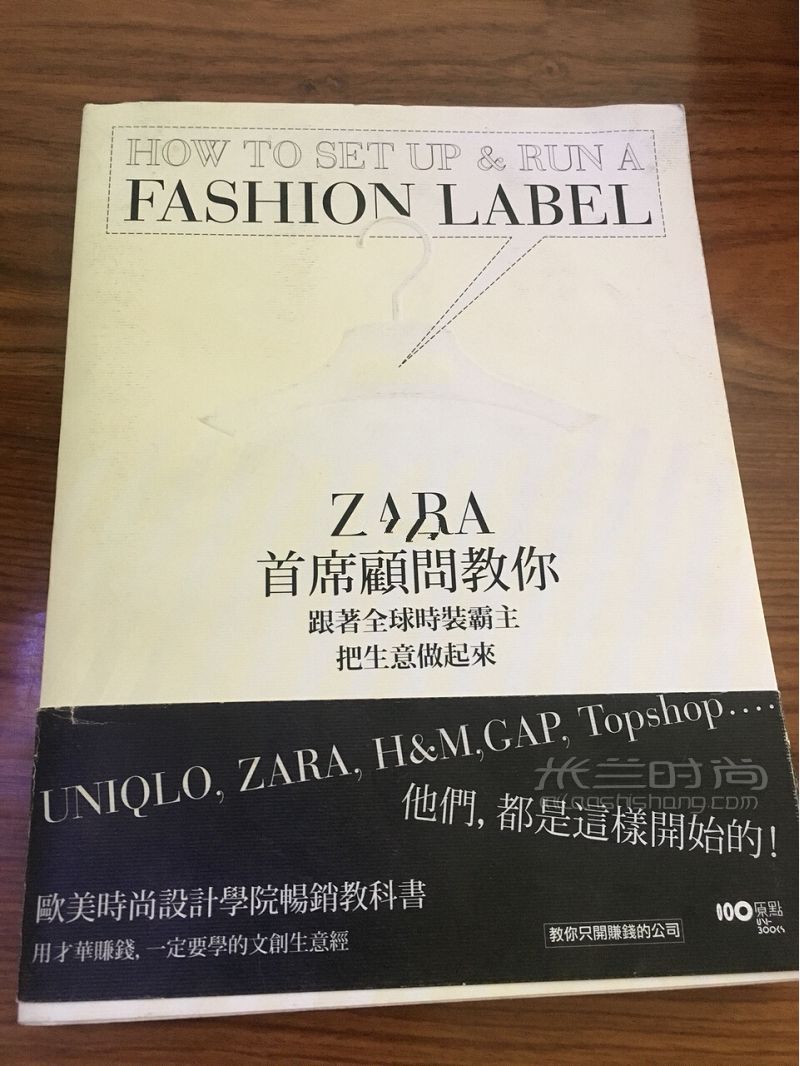 HOW TO SET UP & RUN A
FASHION LABEL
ZARA
首席顧問教你
跟著全球時裝霸主
把生意做起來
UNIQLO, ZARA, H&M,GAP, Topshop....
米兰时尚
他們, 都是這樣開始的!
歐美時尚設計學院暢銷教科書
用才華賺錢, 一定要學的文創生意經
教你只開賺錢的公司
原點
UNI-
BOOKS